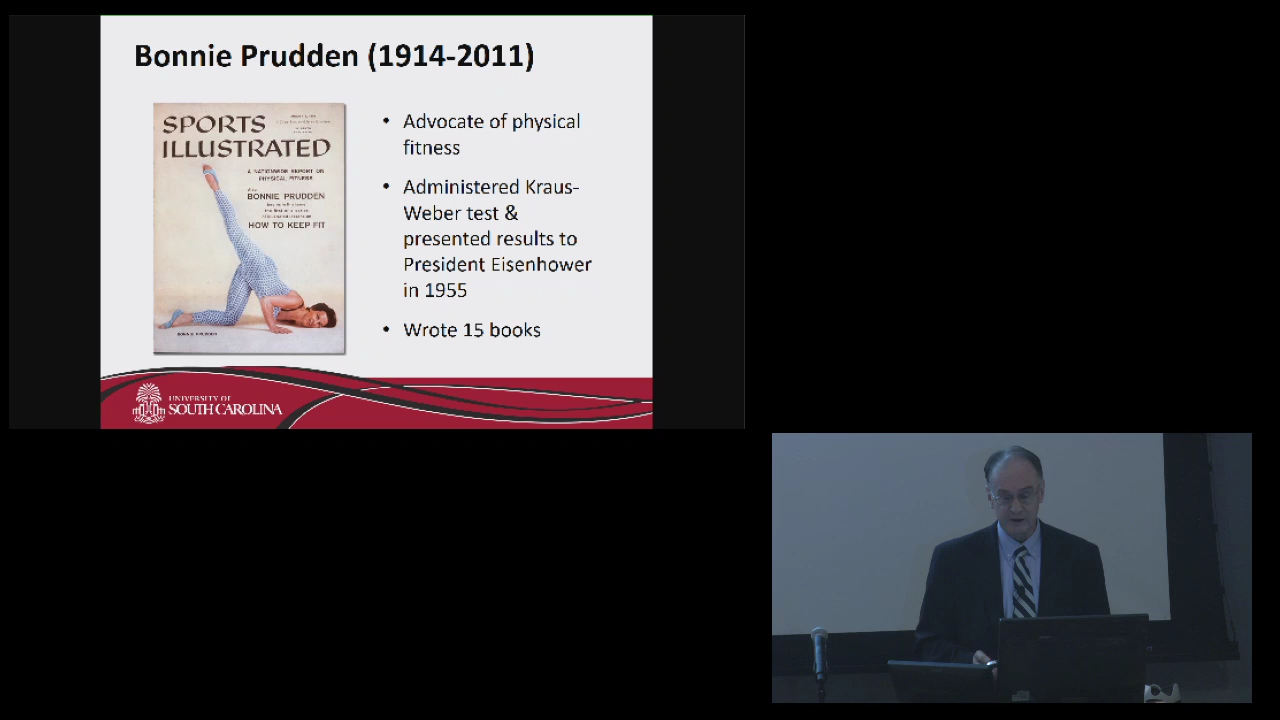 Bonnie Prudden (1914-2011)
SPORTS
ILLUSTRATED
A NATIONWIDE REPORT ON
PHYSICAL FITNESS
BONNIE PRUDDEN
HOW TO KEEP FIT
BONNIE PRUDDEN
• Advocate of physical
fitness
• Administered Kraus-
Weber test &
presented results to
President Eisenhower
in 1955
• Wrote 15 books
UNIVERSITY OF
SOUTH CAROLINA